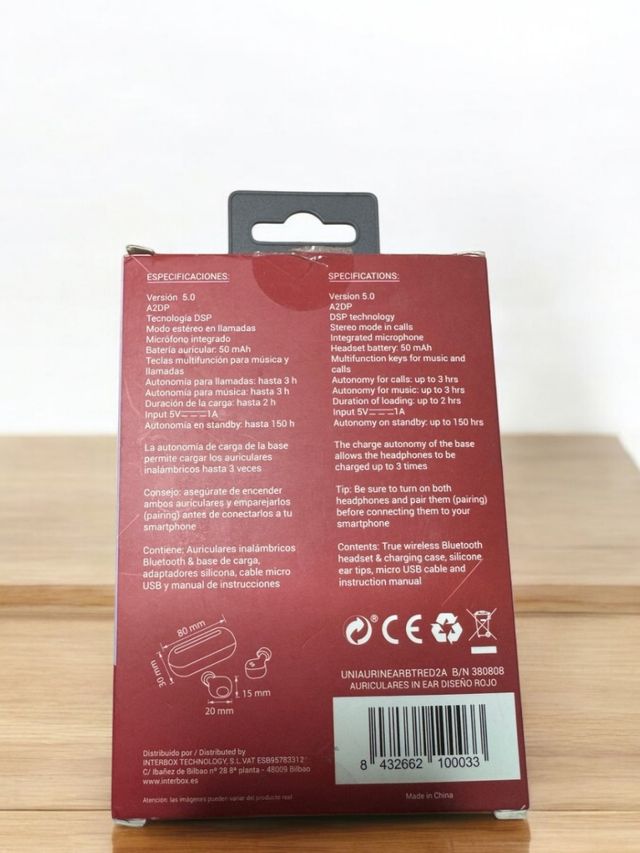 ESPECIFICACIONES:
Versión 5.0
A2DP
Tecnología DSP
Modo estéreo en llamadas
Micrófono integrado
Batería auricular: 50 mAh
Teclas multifunción para música y
llamadas
Autonomía para llamadas: hasta 3 h
Autonomía para música: hasta 3 h
Duración de la carga: hasta 2 h
Input 5V⎓1A
Autonomía en standby: hasta 150 h
La autonomía de carga de la base
permite cargar los auriculares
inalámbricos hasta 3 veces
Consejo: asegúrate de encender
ambos auriculares y emparejarlos
(pairing) antes de conectarlos a tu
smartphone
Contiene: Auriculares inalámbricos
Bluetooth & base de carga,
adaptadores silicona, cable micro
USB y manual de instrucciones
SPECIFICATIONS:
Version 5.0
A2DP
DSP technology
Stereo mode in calls
Integrated microphone
Headset battery: 50 mAh
Multifunction keys for music and
calls
Autonomy for calls: up to 3 hrs
Autonomy for music: up to 3 hrs
Duration of loading: up to 2 hrs
Input 5V⎓1A
Autonomy on standby: up to 150 hrs
The charge autonomy of the base
allows the headphones to be
charged up to 3 times
Tip: Be sure to turn on both
headphones and pair them (pairing)
before connecting them to your
smartphone
Contents: True wireless Bluetooth
headset & charging case, silicone
ear tips, micro USB cable and
instruction manual
80 mm
30 mm
15 mm
20 mm
® CE
UNIAURINEARBTRED2A B/N 380808
AURICULARES IN EAR DISEÑO ROJO
8 432662 100033
Distribuido por / Distributed by
INTERBOX TECHNOLOGY, S.L. VAT ESB95783312
C/ Ibañez de Bilbao nº 28 8ª planta - 48009 Bilbao
www.interbox.es
Atención: las imágenes pueden variar del producto real
Made in China